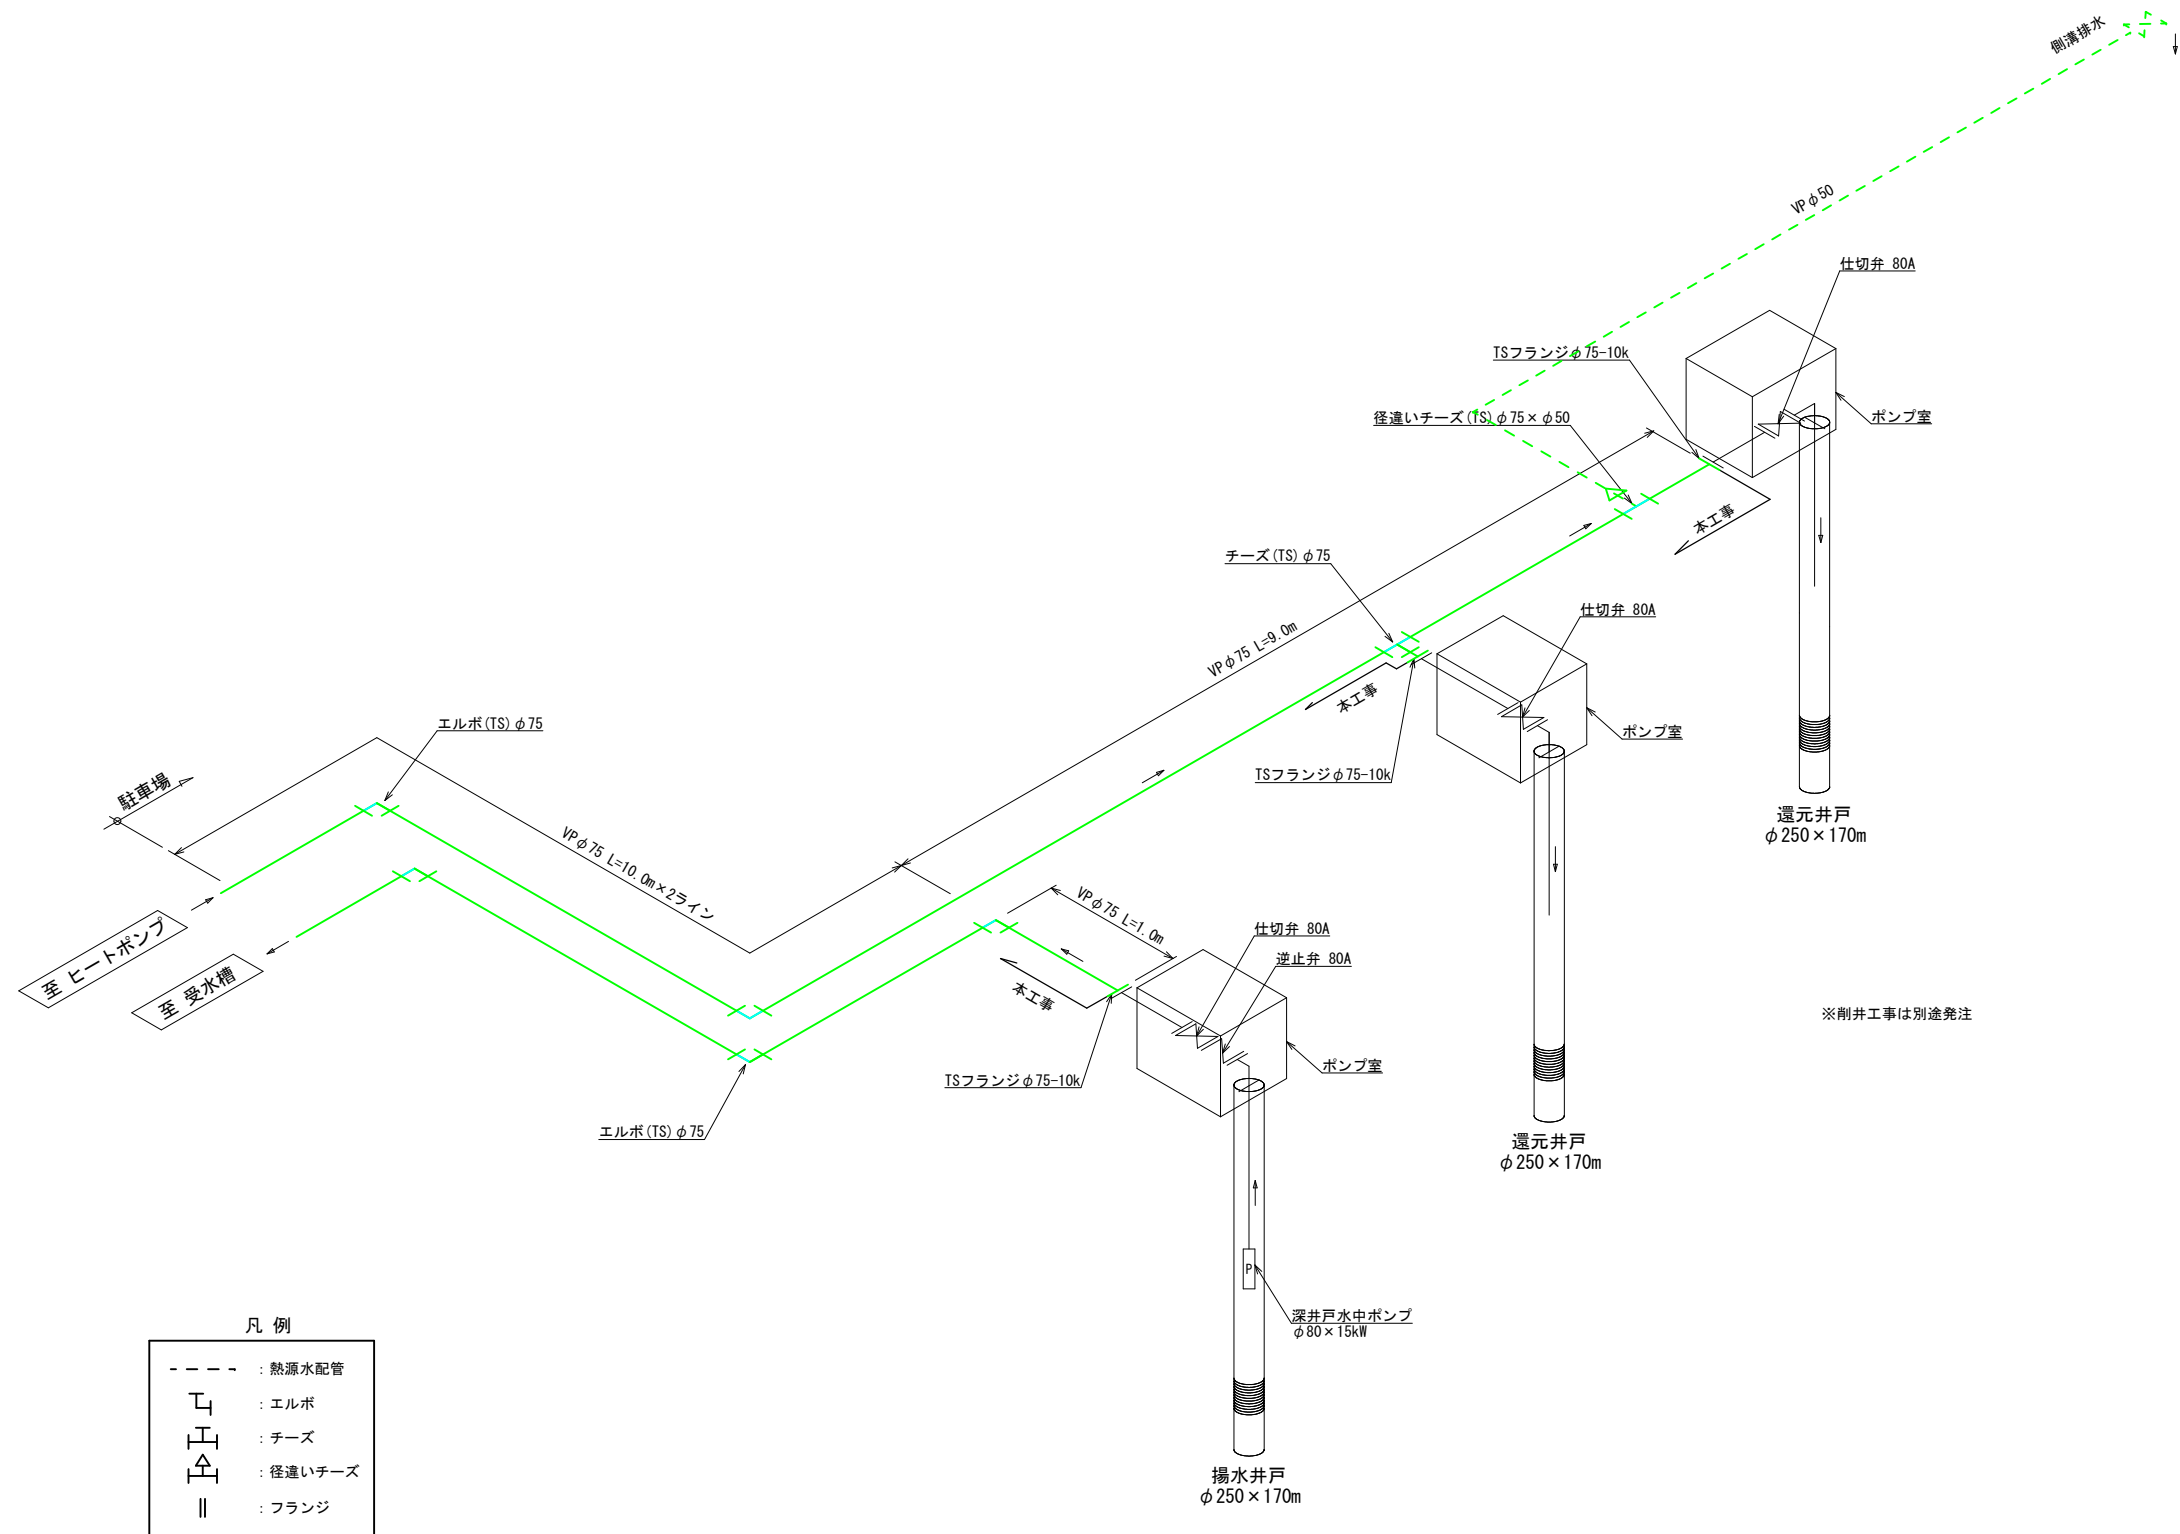 側溝排水
VPφ50
仕切弁 80A
TSフランジφ75-10k
径違いチーズ(TS)φ75×φ50
ポンプ室
本工事
チーズ(TS)φ75
仕切弁 80A
VPφ75 L=9.0m
本工事
エルボ(TS)φ75
ポンプ室
TSフランジφ75-10k
駐車場
還元井戸
φ250×170m
VPφ75 L=10.0m×2ライン
VPφ75 L=1.0m
仕切弁 80A
逆止弁 80A
至 ヒートポンプ
至 受水槽
本工事
※削井工事は別途発注
ポンプ室
TSフランジφ75-10k
エルボ(TS)φ75
還元井戸
φ250×170m
P
深井戸水中ポンプ
φ80×15kW
凡 例
：熱源水配管
：エルボ
：チーズ
：径違いチーズ
：フランジ
揚水井戸
φ250×170m